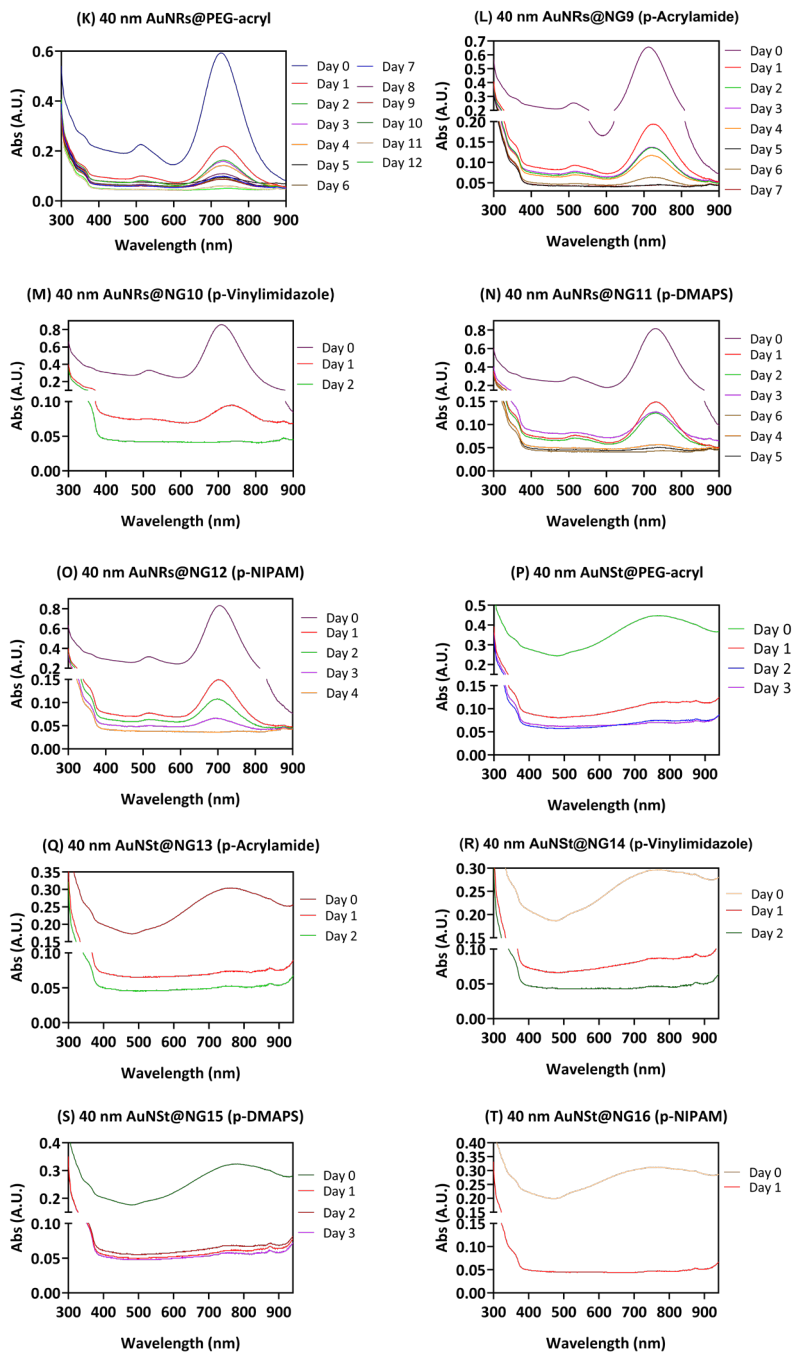 (K) 40 nm AuNRs@PEG-acryl
0.6
0.4
0.2
0.0
Abs (A.U.)
300 400 500 600 700 800 900
Wavelength (nm)
Day 0
Day 1
Day 2
Day 3
Day 4
Day 5
Day 6
Day 7
Day 8
Day 9
Day 10
Day 11
Day 12
(L) 40 nm AuNRs@NG9 (p-Acrylamide)
0.7
0.6
0.5
0.4
0.3
0.2
0.20
0.15
0.10
0.05
Abs (A.U.)
300 400 500 600 700 800 900
Wavelength (nm)
Day 0
Day 1
Day 2
Day 3
Day 4
Day 5
Day 6
Day 7
(M) 40 nm AuNRs@NG10 (p-Vinylimidazole)
0.8
0.6
0.4
0.2
0.10
0.05
0.00
Abs (A.U.)
300 400 500 600 700 800 900
Wavelength (nm)
Day 0
Day 1
Day 2
(N) 40 nm AuNRs@NG11 (p-DMAPS)
0.8
0.6
0.4
0.2
0.15
0.10
0.05
0.00
Abs (A.U.)
300 400 500 600 700 800 900
Wavelength (nm)
Day 0
Day 1
Day 2
Day 3
Day 6
Day 4
Day 5
(O) 40 nm AuNRs@NG12 (p-NIPAM)
0.8
0.6
0.4
0.2
0.15
0.10
0.05
0.00
Abs (A.U.)
300 400 500 600 700 800 900
Wavelength (nm)
Day 0
Day 1
Day 2
Day 3
Day 4
(P) 40 nm AuNSt@PEG-acryl
0.5
0.4
0.3
0.2
0.15
0.10
0.05
0.00
Abs (A.U.)
300 400 500 600 700 800 900
Wavelength (nm)
Day 0
Day 1
Day 2
Day 3
(Q) 40 nm AuNSt@NG13 (p-Acrylamide)
0.35
0.30
0.25
0.20
0.15
0.10
0.05
0.00
Abs (A.U.)
300 400 500 600 700 800 900
Wavelength (nm)
Day 0
Day 1
Day 2
(R) 40 nm AuNSt@NG14 (p-Vinylimidazole)
0.30
0.25
0.20
0.15
0.10
0.05
0.00
Abs (A.U.)
300 400 500 600 700 800 900
Wavelength (nm)
Day 0
Day 1
Day 2
(S) 40 nm AuNSt@NG15 (p-DMAPS)
0.4
0.3
0.2
0.10
0.05
0.00
Abs (A.U.)
300 400 500 600 700 800 900
Wavelength (nm)
Day 0
Day 1
Day 2
Day 3
(T) 40 nm AuNSt@NG16 (p-NIPAM)
0.40
0.35
0.30
0.25
0.20
0.15
0.10
0.05
0.00
Abs (A.U.)
300 400 500 600 700 800 900
Wavelength (nm)
Day 0
Day 1